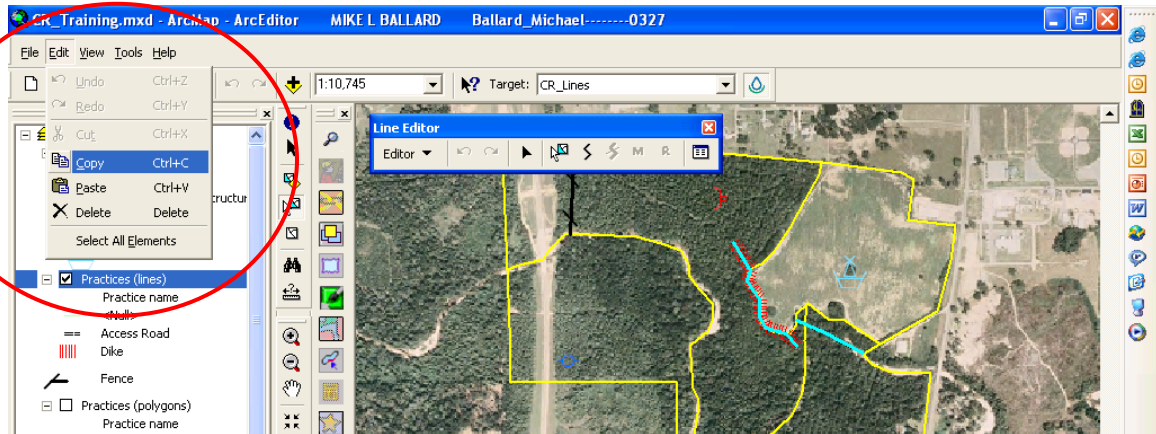 CR_Training.mxd - ArcMap - ArcEditor MIKE L BALLARD Ballard_Michael--------0327
File Edit View Tools Help
Undo Ctrl+Z
1:10,745 Target: CR_Lines
Redo Ctrl+Y
Cut Ctrl+X
Line Editor
Copy Ctrl+C
Editor M R
Paste Ctrl+V
Delete Delete
ructur
Select All Elements
Practices (lines)
Practice name
<Null>
Access Road
Dike
Fence
Practices (polygons)
Practice name